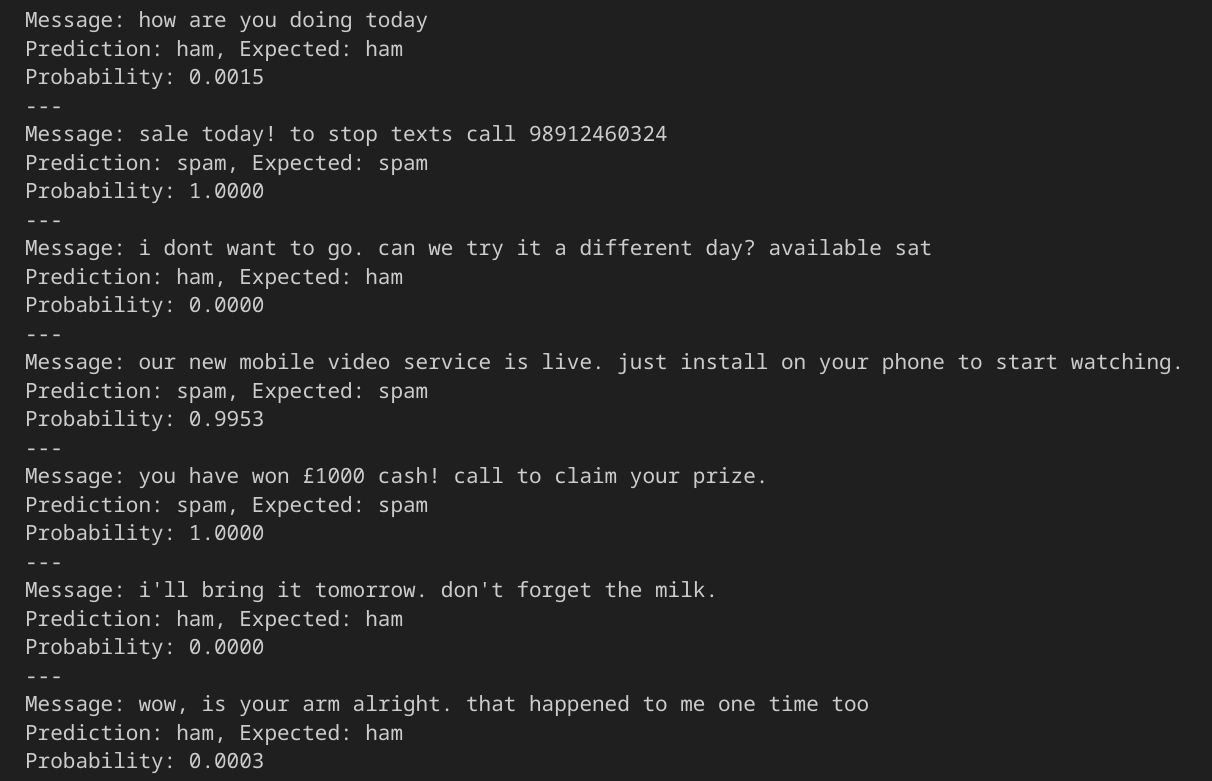 Message: how are you doing today
Prediction: ham, Expected: ham
Probability: 0.0015
---
Message: sale today! to stop texts call 98912460324
Prediction: spam, Expected: spam
Probability: 1.0000
---
Message: i dont want to go. can we try it a different day? available sat
Prediction: ham, Expected: ham
Probability: 0.0000
---
Message: our new mobile video service is live. just install on your phone to start watching.
Prediction: spam, Expected: spam
Probability: 0.9953
---
Message: you have won £1000 cash! call to claim your prize.
Prediction: spam, Expected: spam
Probability: 1.0000
---
Message: i'll bring it tomorrow. don't forget the milk.
Prediction: ham, Expected: ham
Probability: 0.0000
---
Message: wow, is your arm alright. that happened to me one time too
Prediction: ham, Expected: ham
Probability: 0.0003